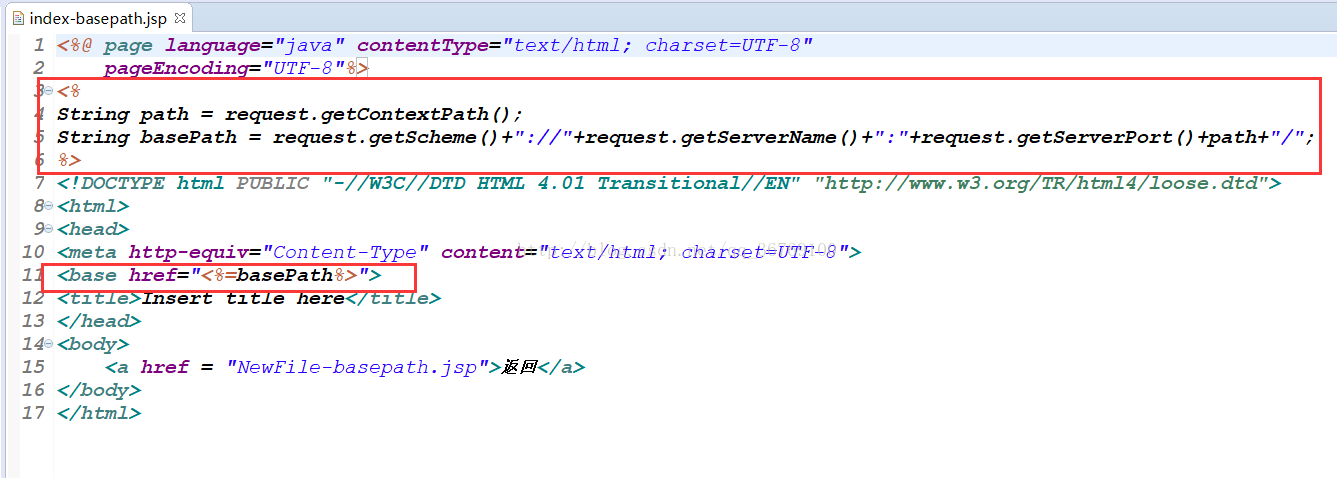 index-basepath.jsp
1 <%@ page language="java" contentType="text/html; charset=UTF-8"
2 pageEncoding="UTF-8"%>
3 <%
4 String path = request.getContextPath();
5 String basePath = request.getScheme()+"://"+request.getServerName()+":"+request.getServerPort()+path+"/";
6 %>
7 <!DOCTYPE html PUBLIC "-//W3C//DTD HTML 4.01 Transitional//EN" "http://www.w3.org/TR/html4/loose.dtd">
8 <html>
9 <head>
10 <meta http-equiv="Content-Type" content="text/html; charset=UTF-8">
11 <base href="<%=basePath%>">
12 <title>Insert title here</title>
13 </head>
14 <body>
15 <a href = "NewFile-basepath.jsp">返回</a>
16 </body>
17 </html>